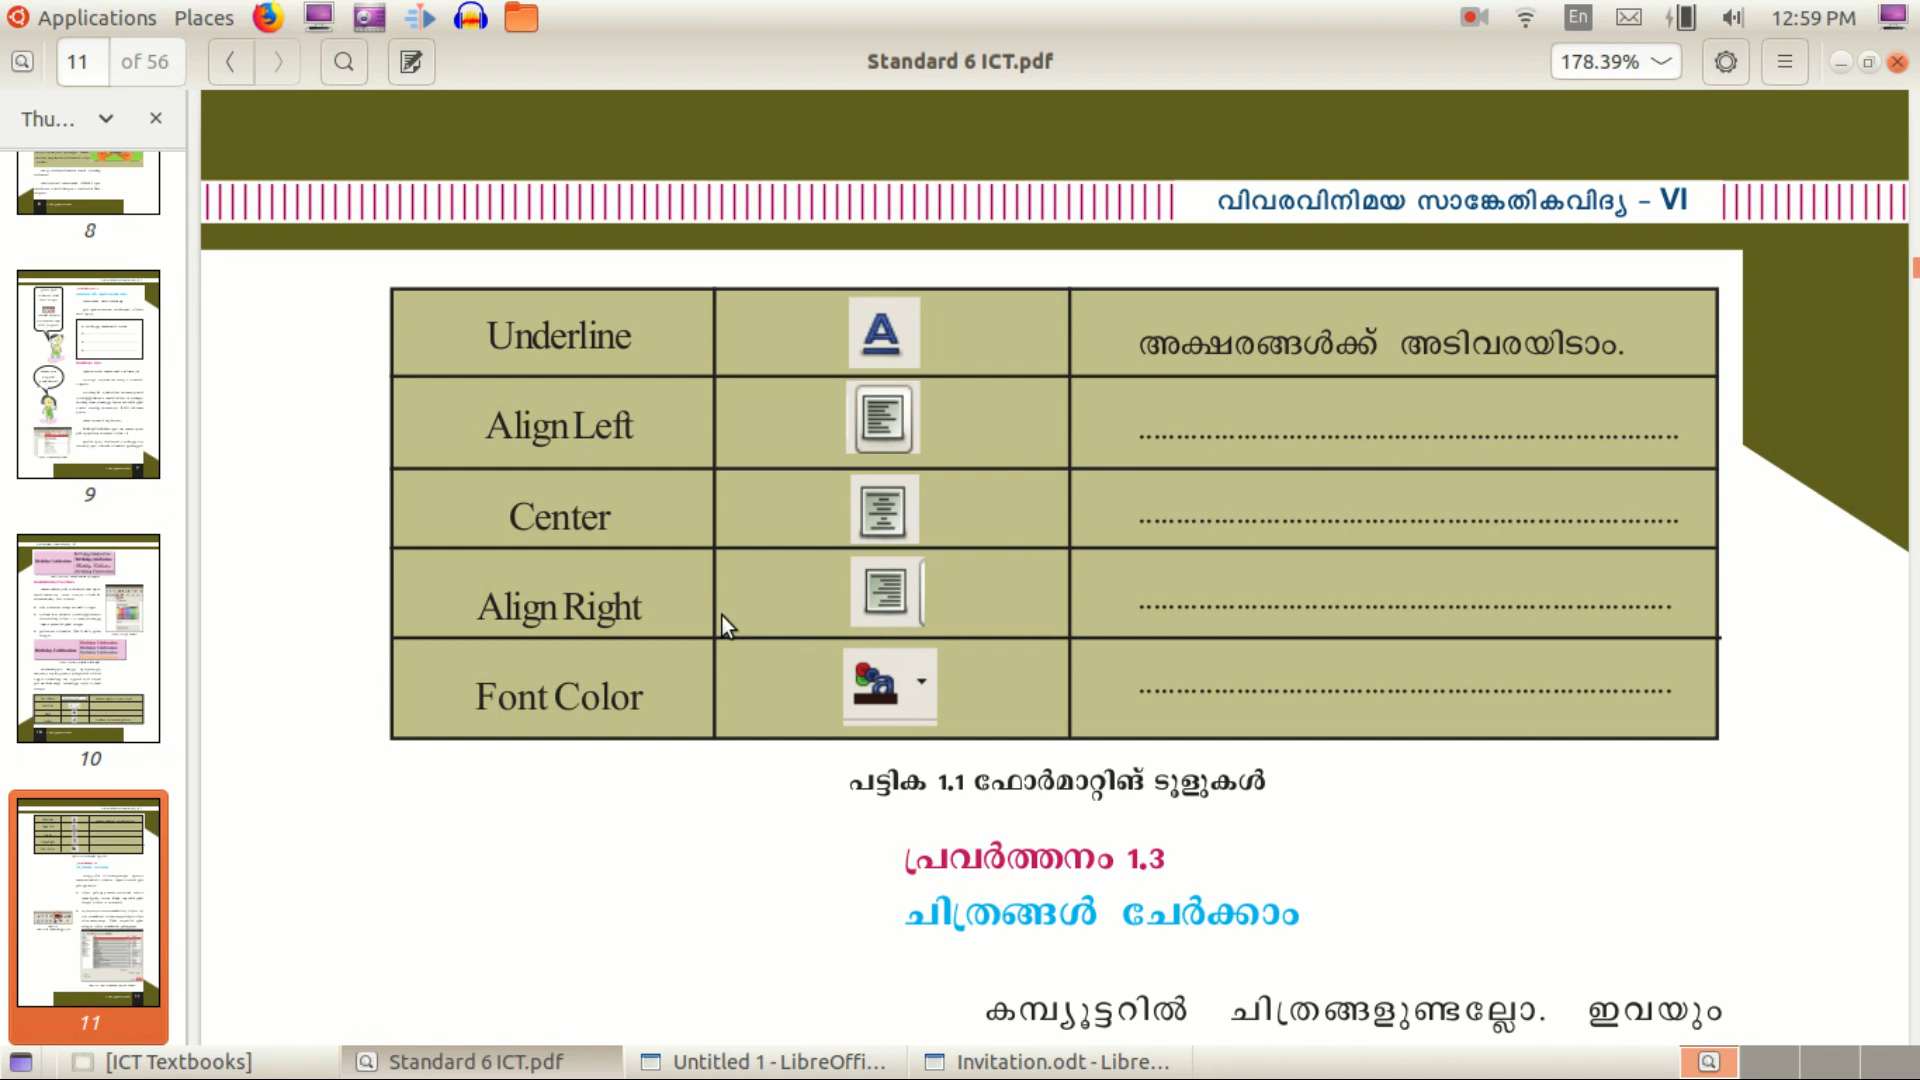 Applications Places En 12:59 PM
11 of 56 Standard 6 ICT.pdf 178.39%
Thu...
വിവരവിനിമയ സാങ്കേതികവിദ്യ – VI
8
9
10
11
Underline അക്ഷരങ്ങൾക്ക് അടിവരയിടാം.
Align Left ........................................................................
Center ........................................................................
Align Right .......................................................................
Font Color .......................................................................
പട്ടിക 1.1 ഫോർമാറ്റിങ് ടൂളുകൾ
പ്രവർത്തനം 1.3
ചിത്രങ്ങൾ ചേർക്കാം
കമ്പ്യൂട്ടറിൽ ചിത്രങ്ങളുണ്ടല്ലോ. ഇവയും
[ICT Textbooks] Standard 6 ICT.pdf Untitled 1 - LibreOffi... Invitation.odt - Libre...